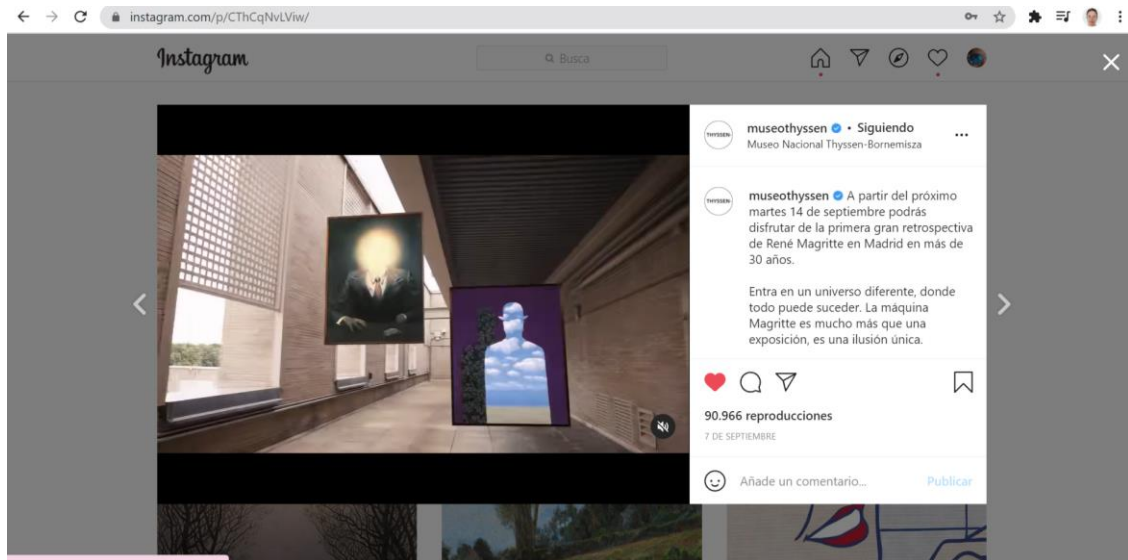 instagram.com/p/CThCqNvLViw/
Instagram
Busca
THYSSEN-
museothyssen • Siguiendo
Museo Nacional Thyssen-Bornemisza
THYSSEN-
museothyssen A partir del próximo
martes 14 de septiembre podrás
disfrutar de la primera gran retrospectiva
de René Magritte en Madrid en más de
30 años.
Entra en un universo diferente, donde
todo puede suceder. La máquina
Magritte es mucho más que una
exposición, es una ilusión única.
90.966 reproducciones
7 DE SEPTIEMBRE
Añade un comentario...
Publicar